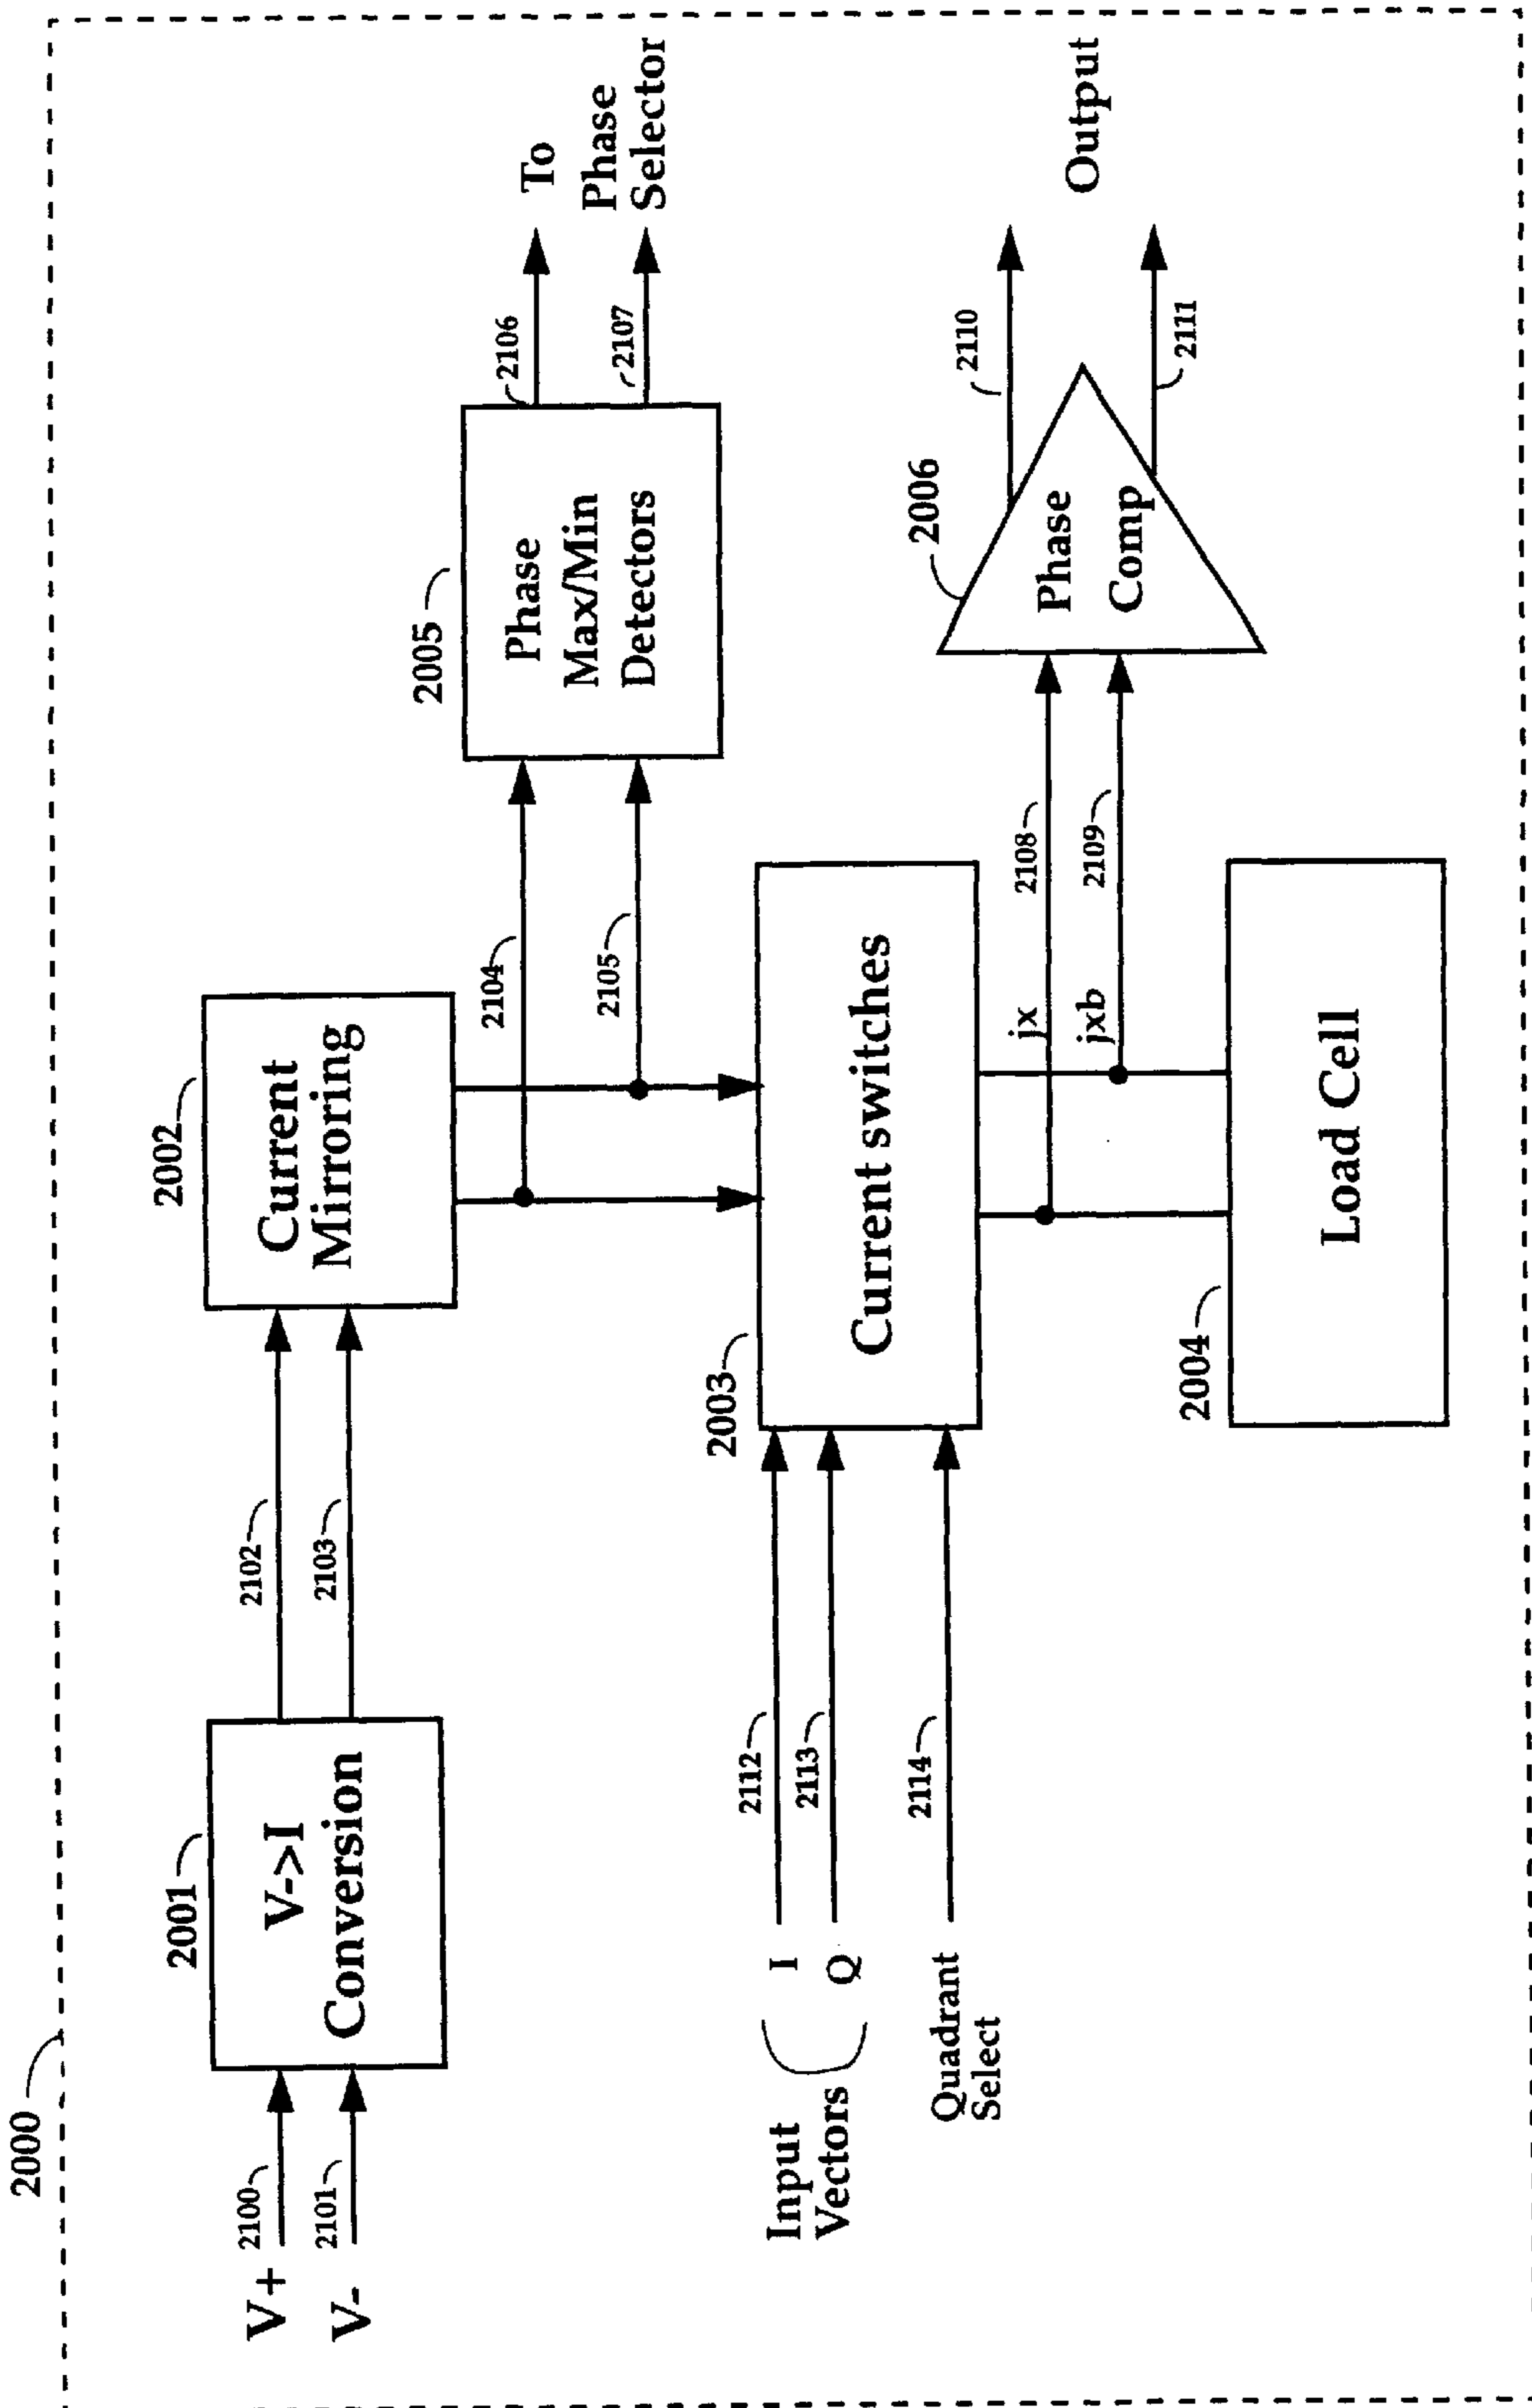 2000
V+
2100
V-
2101
2001
V->I
Conversion
2102
2103
2002
Current
Mirroring
2104
2105
2005
Phase
Max/Min
Detectors
2106
2107
To
Phase
Selector
Input
Vectors
I
Q
2112
2113
Quadrant
Select
2114
2003
Current switches
jx
2108
jxb
2109
2006
Phase
Comp
2110
2111
Output
2004
Load Cell